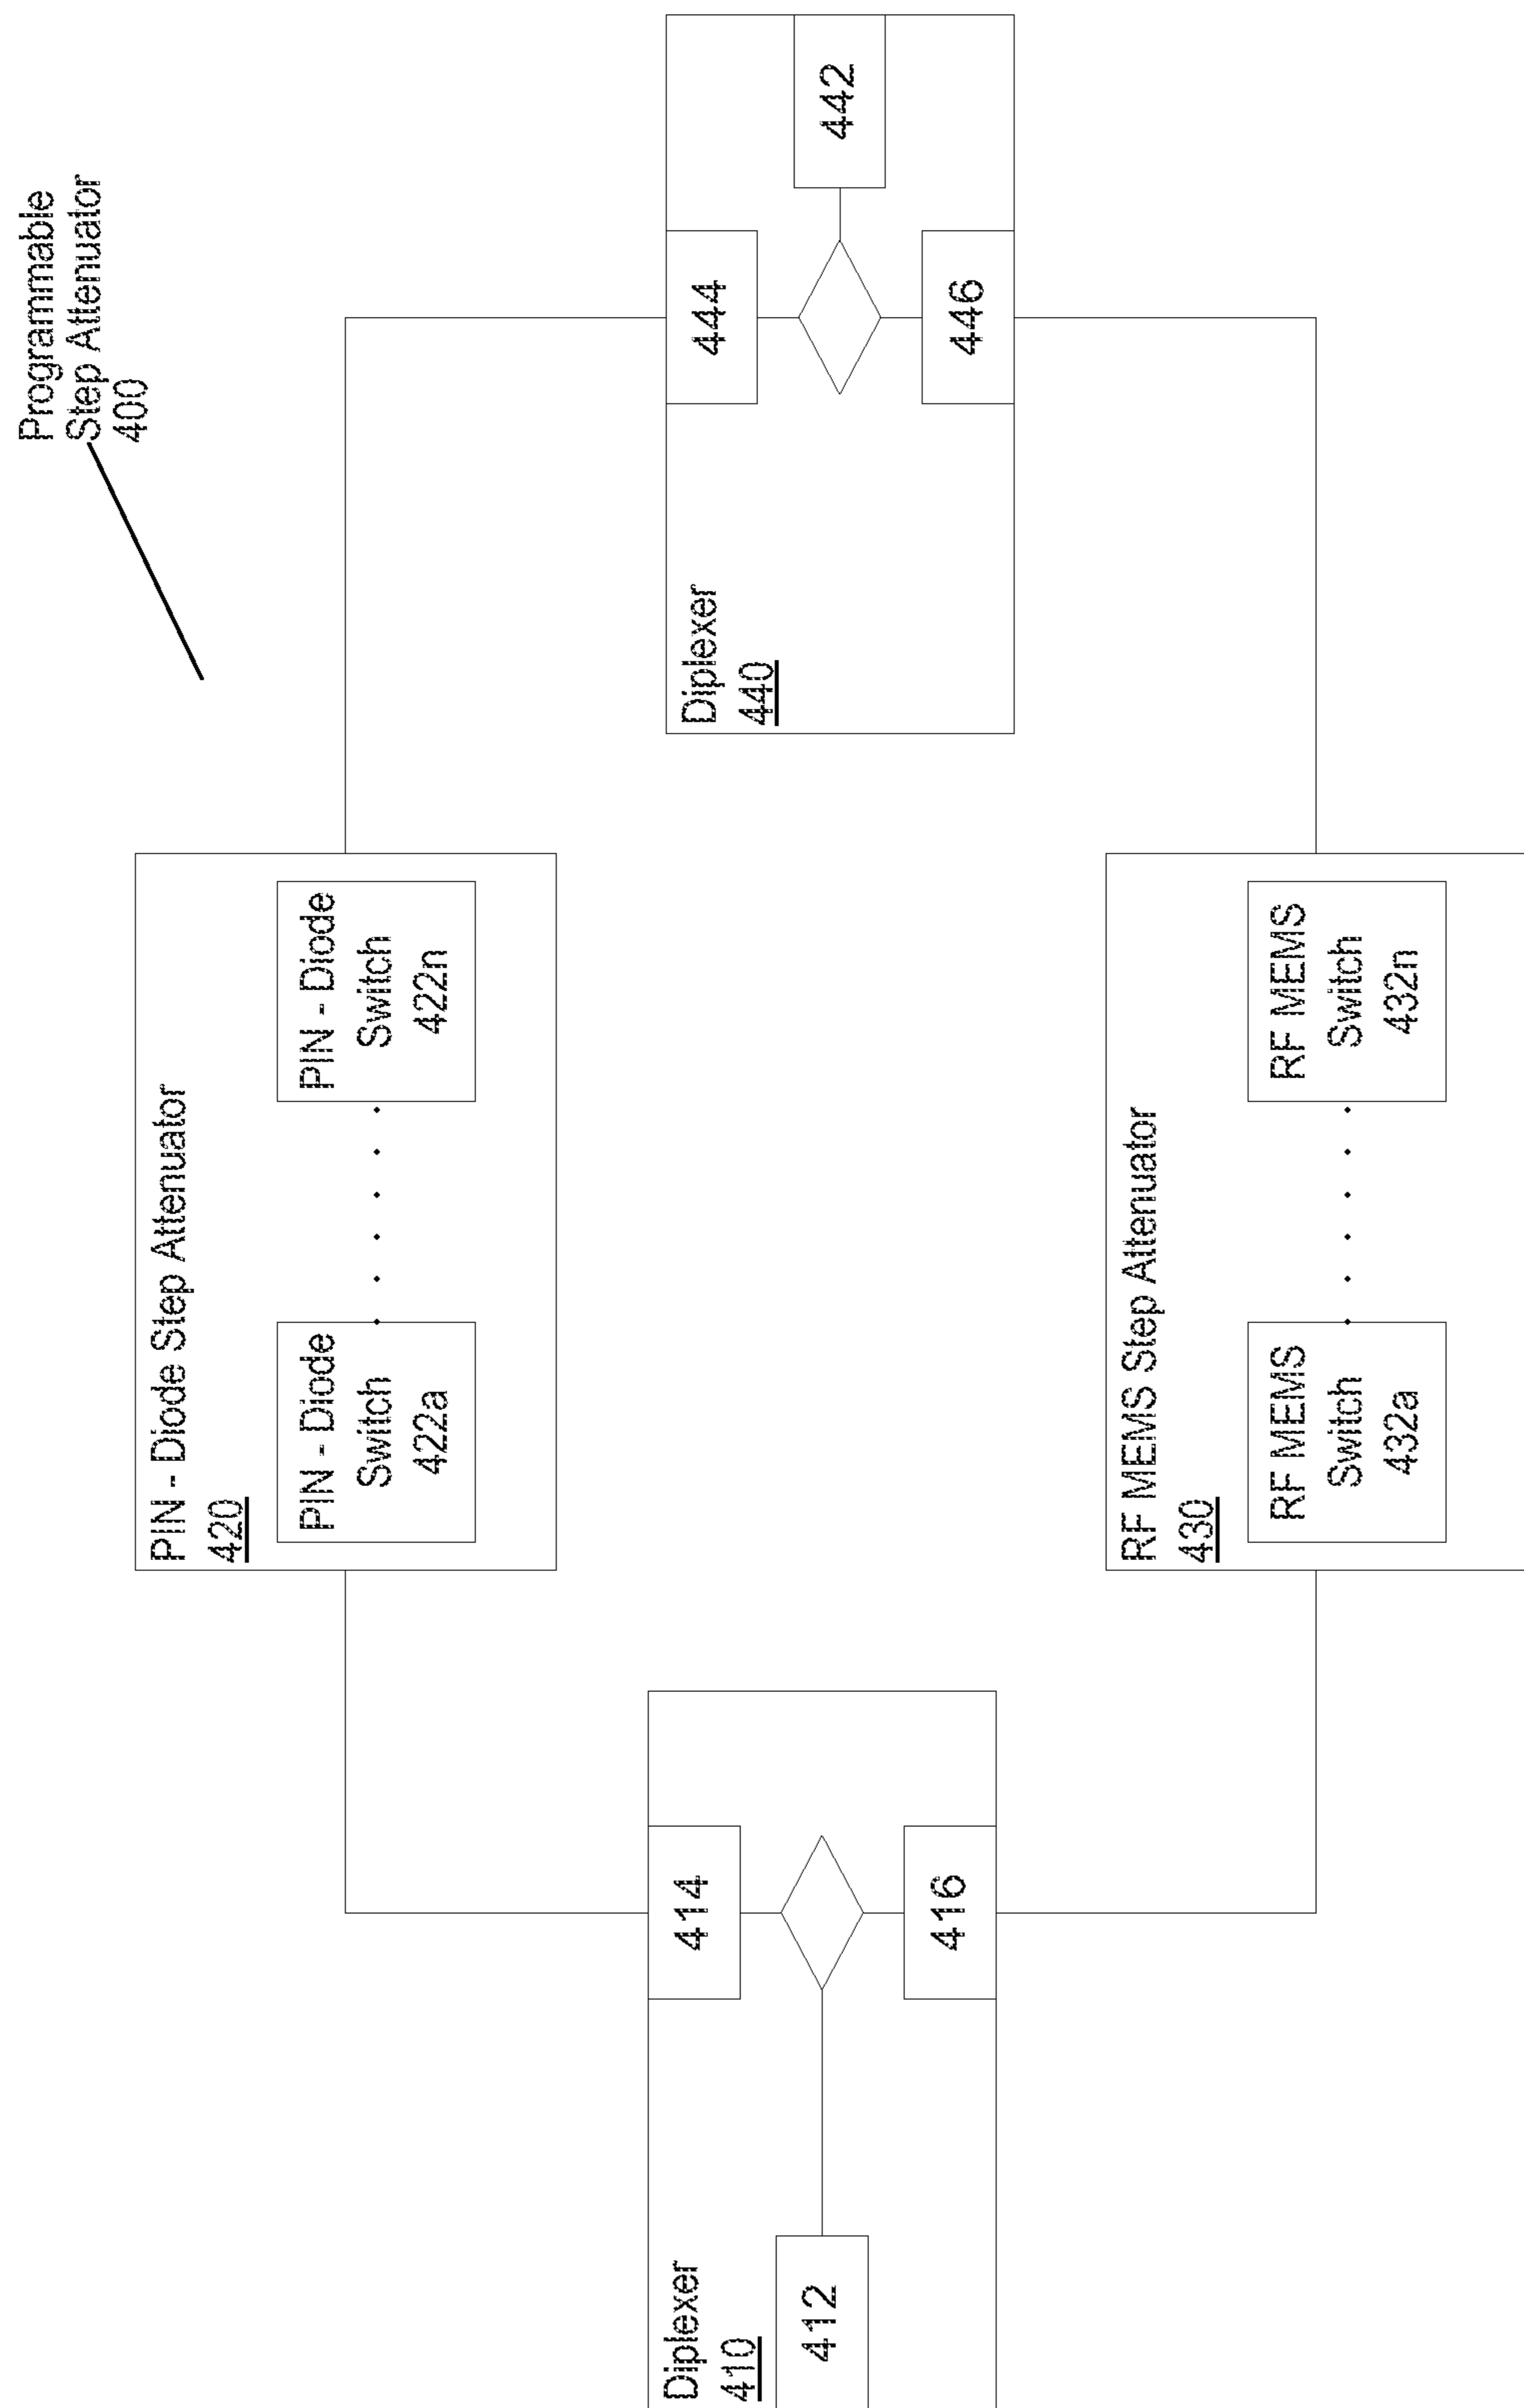 Programmable
Step Attenuator
400
PIN - Diode Step Attenuator
420
PIN - Diode
Switch
422a
PIN - Diode
Switch
422n
Diplexer
410
412
414
416
Diplexer
440
444
442
446
RF MEMS Step Attenuator
430
RF MEMS
Switch
432a
RF MEMS
Switch
432n